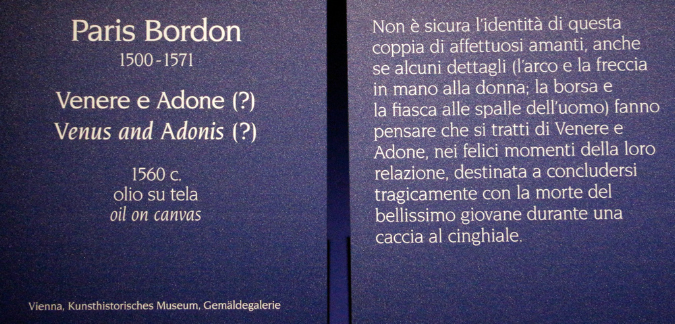 Paris Bordon
1500-1571
Venere e Adone (?)
Venus and Adonis (?)
1560 c.
olio su tela
oil on canvas
Vienna, Kunsthistorisches Museum, Gemäldegalerie
Non è sicura l'identità di questa
coppia di affettuosi amanti, anche
se alcuni dettagli (l'arco e la freccia
in mano alla donna; la borsa e
la fiasca alle spalle dell'uomo) fanno
pensare che si tratti di Venere e
Adone, nei felici momenti della loro
relazione, destinata a concludersi
tragicamente con la morte del
bellissimo giovane durante una
caccia al cinghiale.